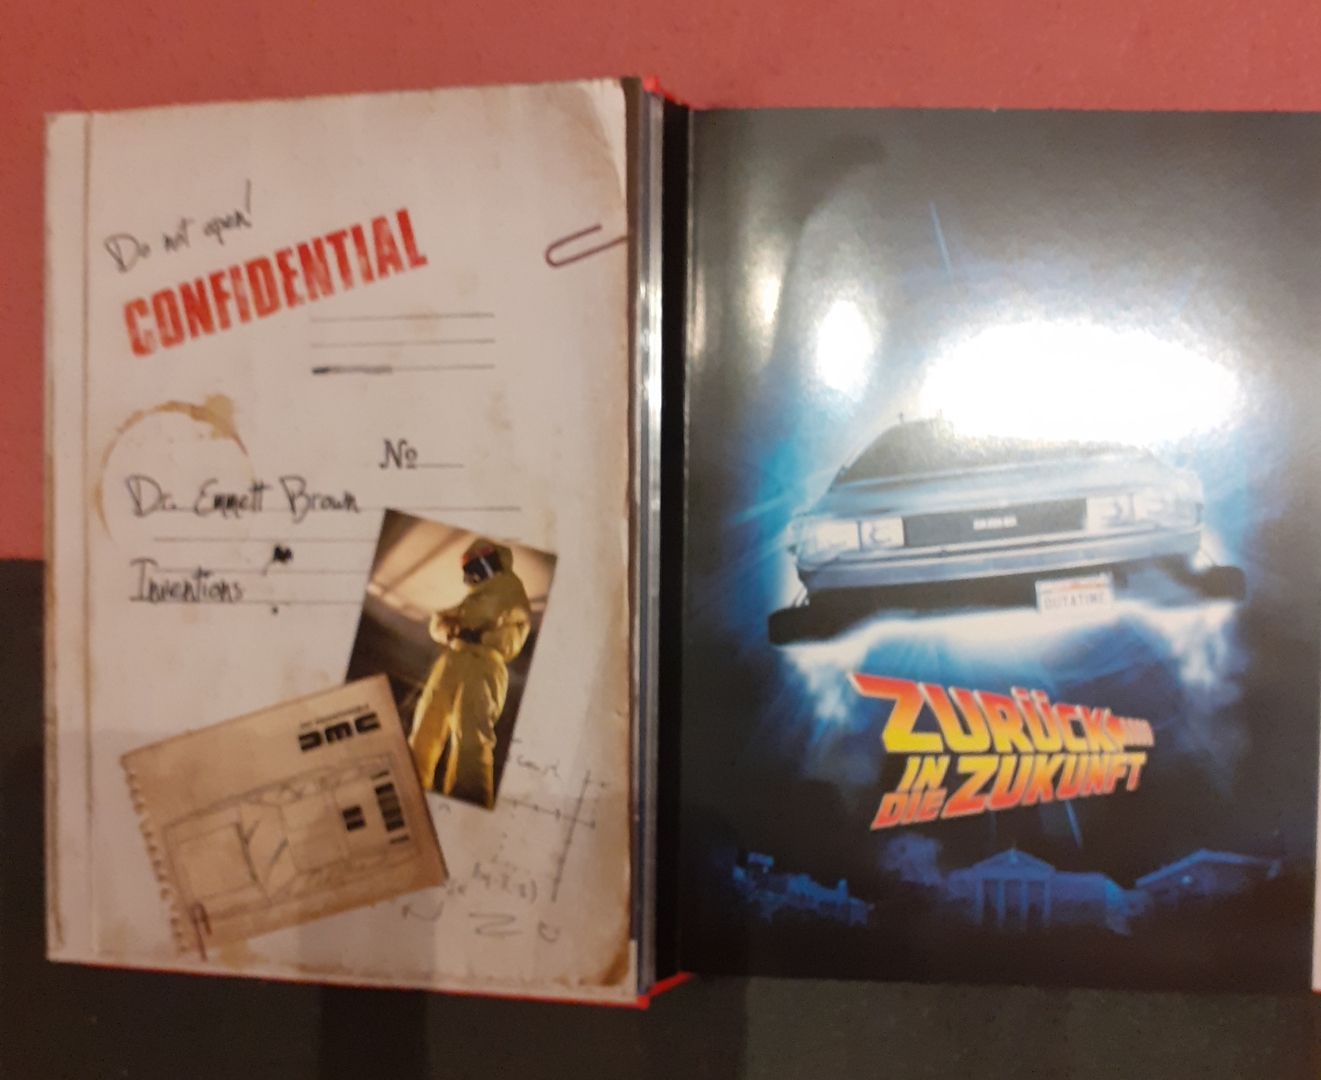 Do not open!
CONFIDENTIAL
No
Dr. Emmett Brown
Inventions
DMC
OUTATIME
ZURÜCK
IN
DIE ZUKUNFT